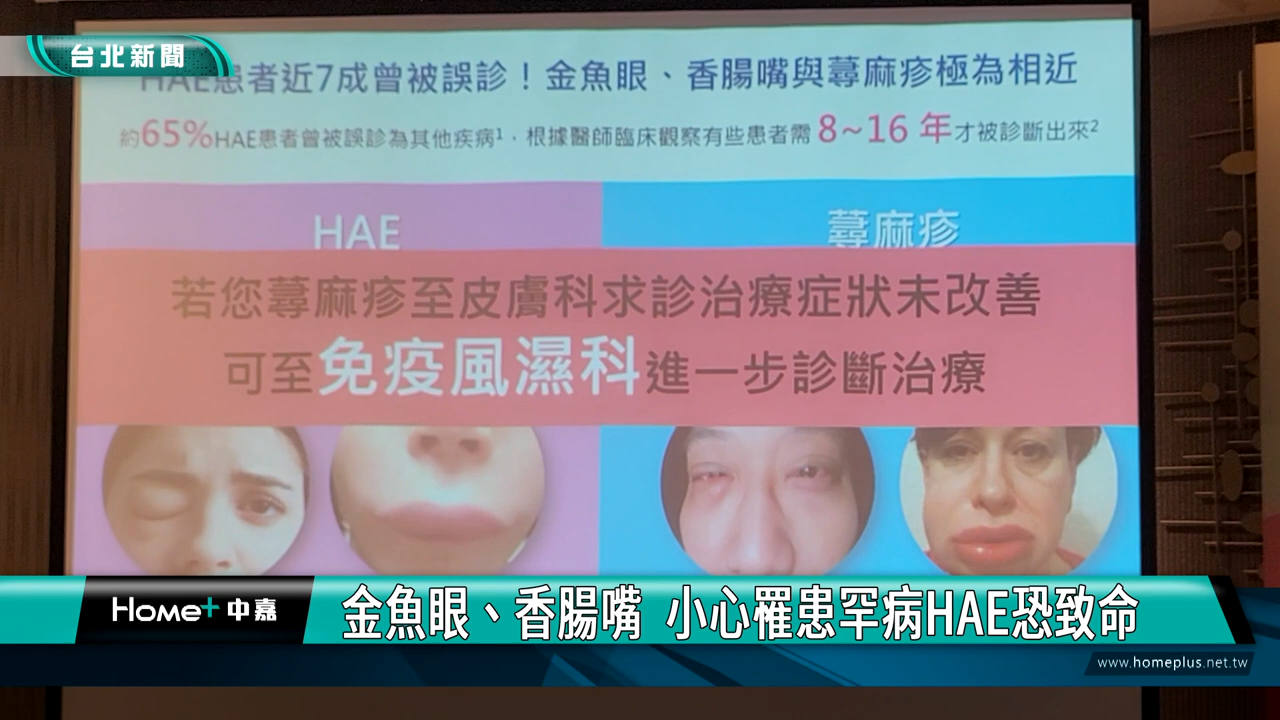 台北新聞
HAE患者近7成曾被誤診！金魚眼、香腸嘴與蕁麻疹極為相近
約65%HAE患者曾被誤診為其他疾病1，根據醫師臨床觀察有些患者需 8~16 年才被診斷出來2
HAE
蕁麻疹
若您蕁麻疹至皮膚科求診治療症狀未改善
可至免疫風濕科進一步診斷治療
Home+ 中嘉
金魚眼、香腸嘴 小心罹患罕病HAE恐致命
www.homeplus.net.tw